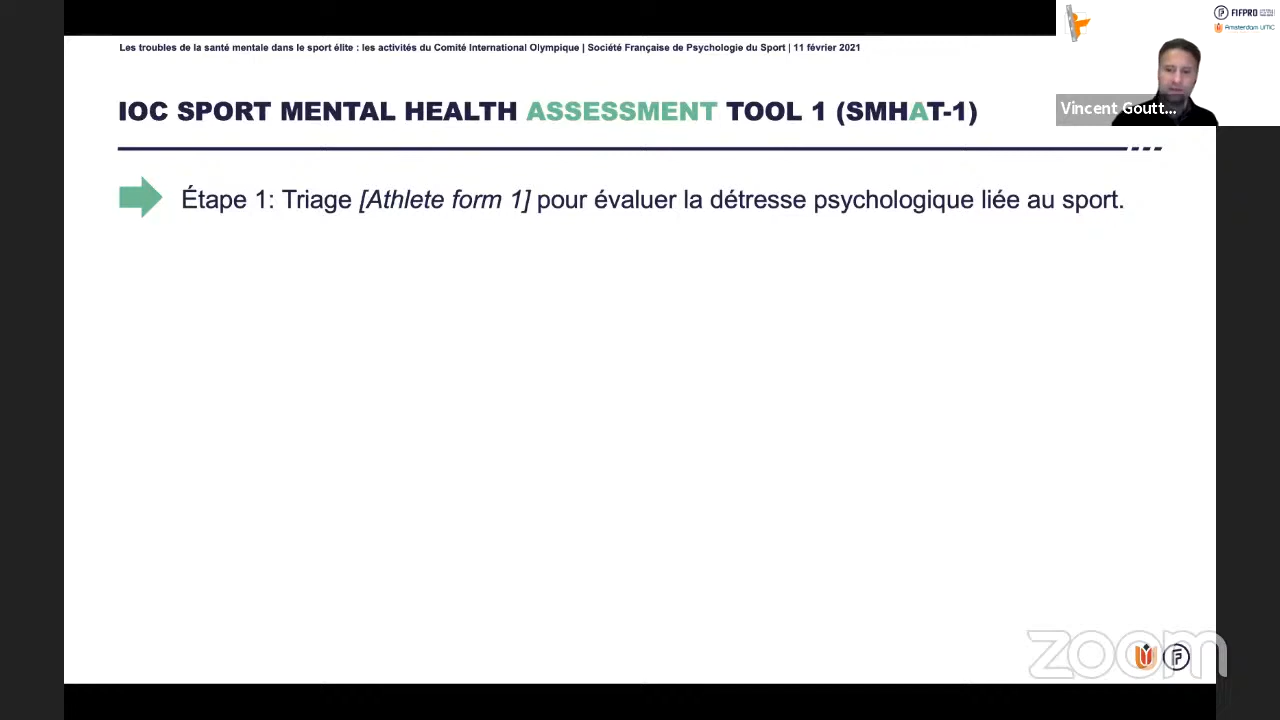 Les troubles de la santé mentale dans le sport élite : les activités du Comité International Olympique | Société Française de Psychologie du Sport | 11 février 2021
FIFPRO
Amsterdam UMC
Vincent Goutt...
IOC SPORT MENTAL HEALTH ASSESSMENT TOOL 1 (SMHAT-1)
Étape 1: Triage [Athlete form 1] pour évaluer la détresse psychologique liée au sport.
zoom